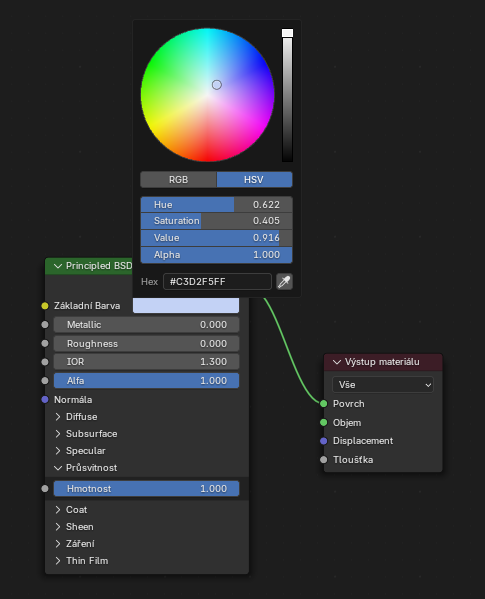 RGB HSV
Hue 0.622
Saturation 0.405
Value 0.916
Alpha 1.000
Hex #C3D2F5FF
Principled BSD
Základní Barva
Metallic 0.000
Roughness 0.000
IOR 1.300
Alfa 1.000
Normála
Diffuse
Subsurface
Specular
Průsvitnost
Hmotnost 1.000
Coat
Sheen
Záření
Thin Film
Výstup materiálu
Vše
Povrch
Objem
Displacement
Tloušťka